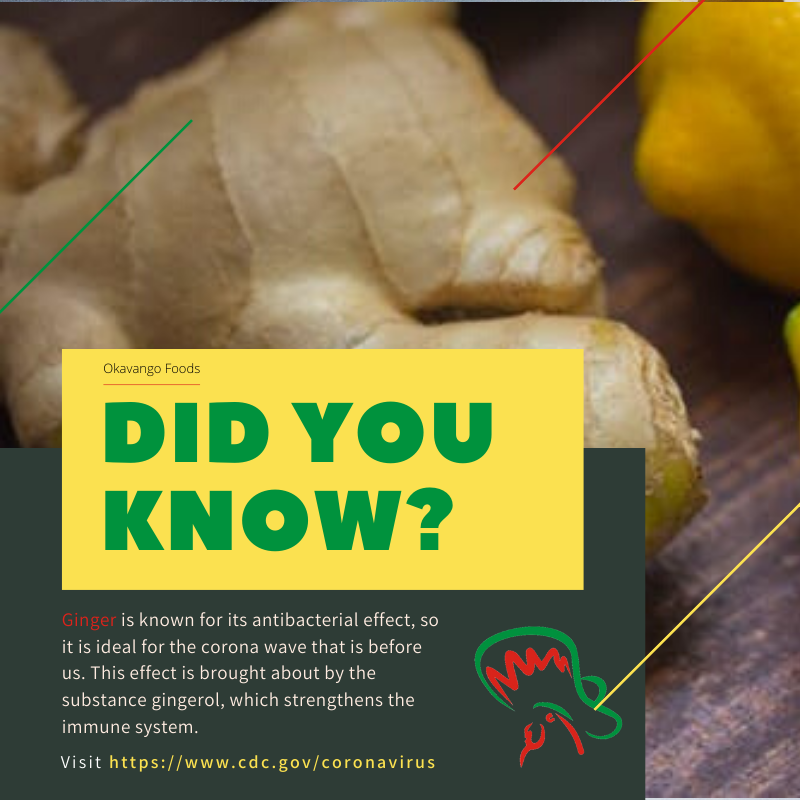 Okavango Foods
DID YOU
KNOW?
Ginger is known for its antibacterial effect, so
it is ideal for the corona wave that is before
us. This effect is brought about by the
substance gingerol, which strengthens the
immune system.
Visit https://www.cdc.gov/coronavirus